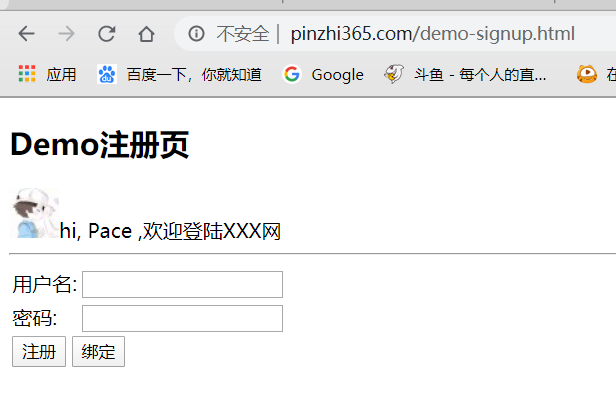 不安全 | pinzhi365.com/demo-signup.html
应用 百度一下，你就知道 Google 斗鱼 - 每个人的直... 在
Demo注册页
hi, Pace ,欢迎登陆XXX网
用户名:
密码:
注册 绑定